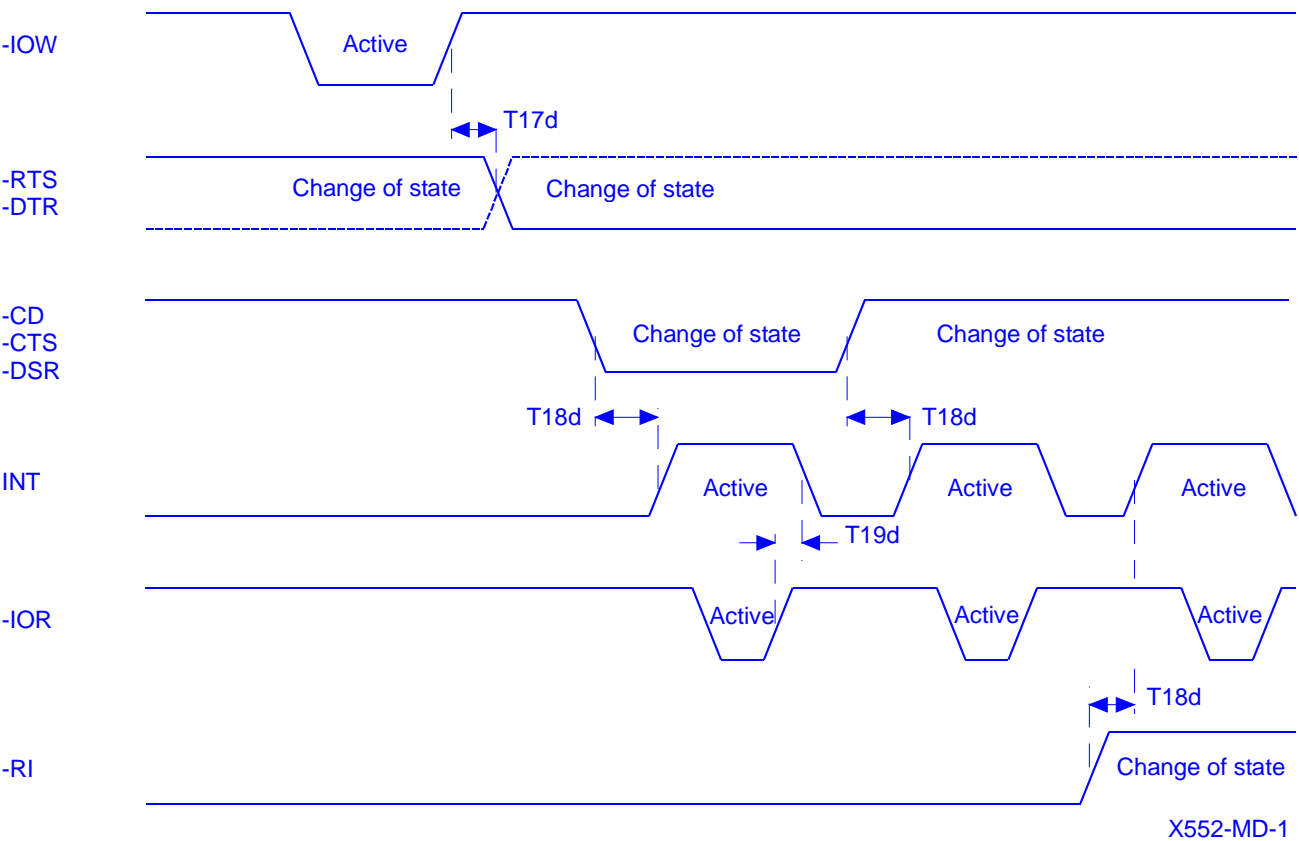 -IOW
Active
T17d
-RTS
-DTR
Change of state
Change of state
-CD
-CTS
-DSR
Change of state
Change of state
T18d
T18d
INT
Active
Active
Active
T19d
-IOR
Active
Active
Active
T18d
-RI
Change of state
X552-MD-1